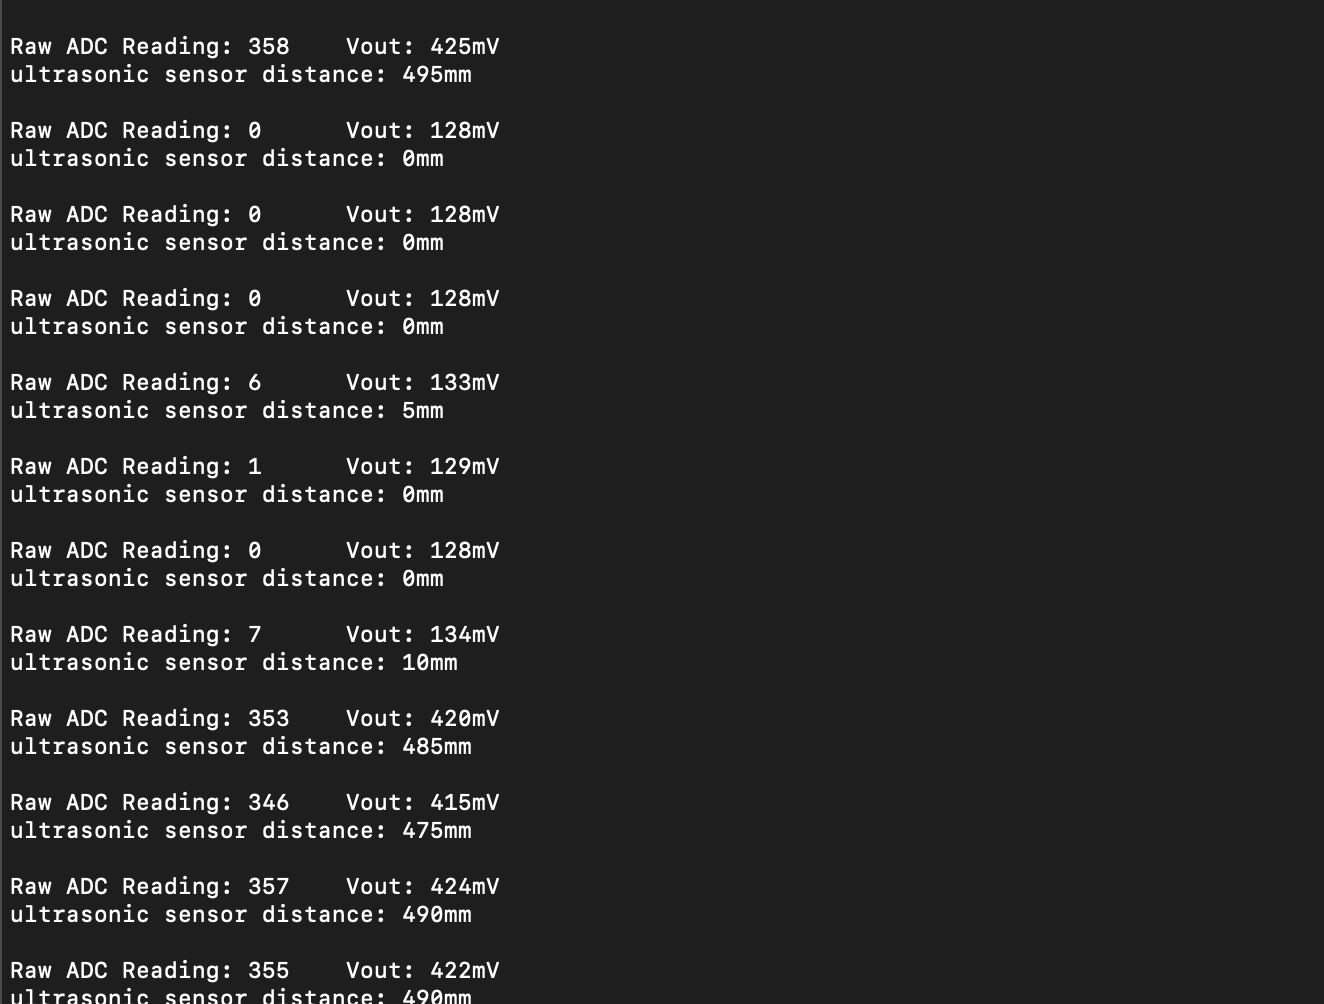 Raw ADC Reading: 358    Vout: 425mV
ultrasonic sensor distance: 495mm
Raw ADC Reading: 0      Vout: 128mV
ultrasonic sensor distance: 0mm
Raw ADC Reading: 0      Vout: 128mV
ultrasonic sensor distance: 0mm
Raw ADC Reading: 0      Vout: 128mV
ultrasonic sensor distance: 0mm
Raw ADC Reading: 6      Vout: 133mV
ultrasonic sensor distance: 5mm
Raw ADC Reading: 1      Vout: 129mV
ultrasonic sensor distance: 0mm
Raw ADC Reading: 0      Vout: 128mV
ultrasonic sensor distance: 0mm
Raw ADC Reading: 7      Vout: 134mV
ultrasonic sensor distance: 10mm
Raw ADC Reading: 353    Vout: 420mV
ultrasonic sensor distance: 485mm
Raw ADC Reading: 346    Vout: 415mV
ultrasonic sensor distance: 475mm
Raw ADC Reading: 357    Vout: 424mV
ultrasonic sensor distance: 490mm
Raw ADC Reading: 355    Vout: 422mV
ultrasonic sensor distance: 490mm